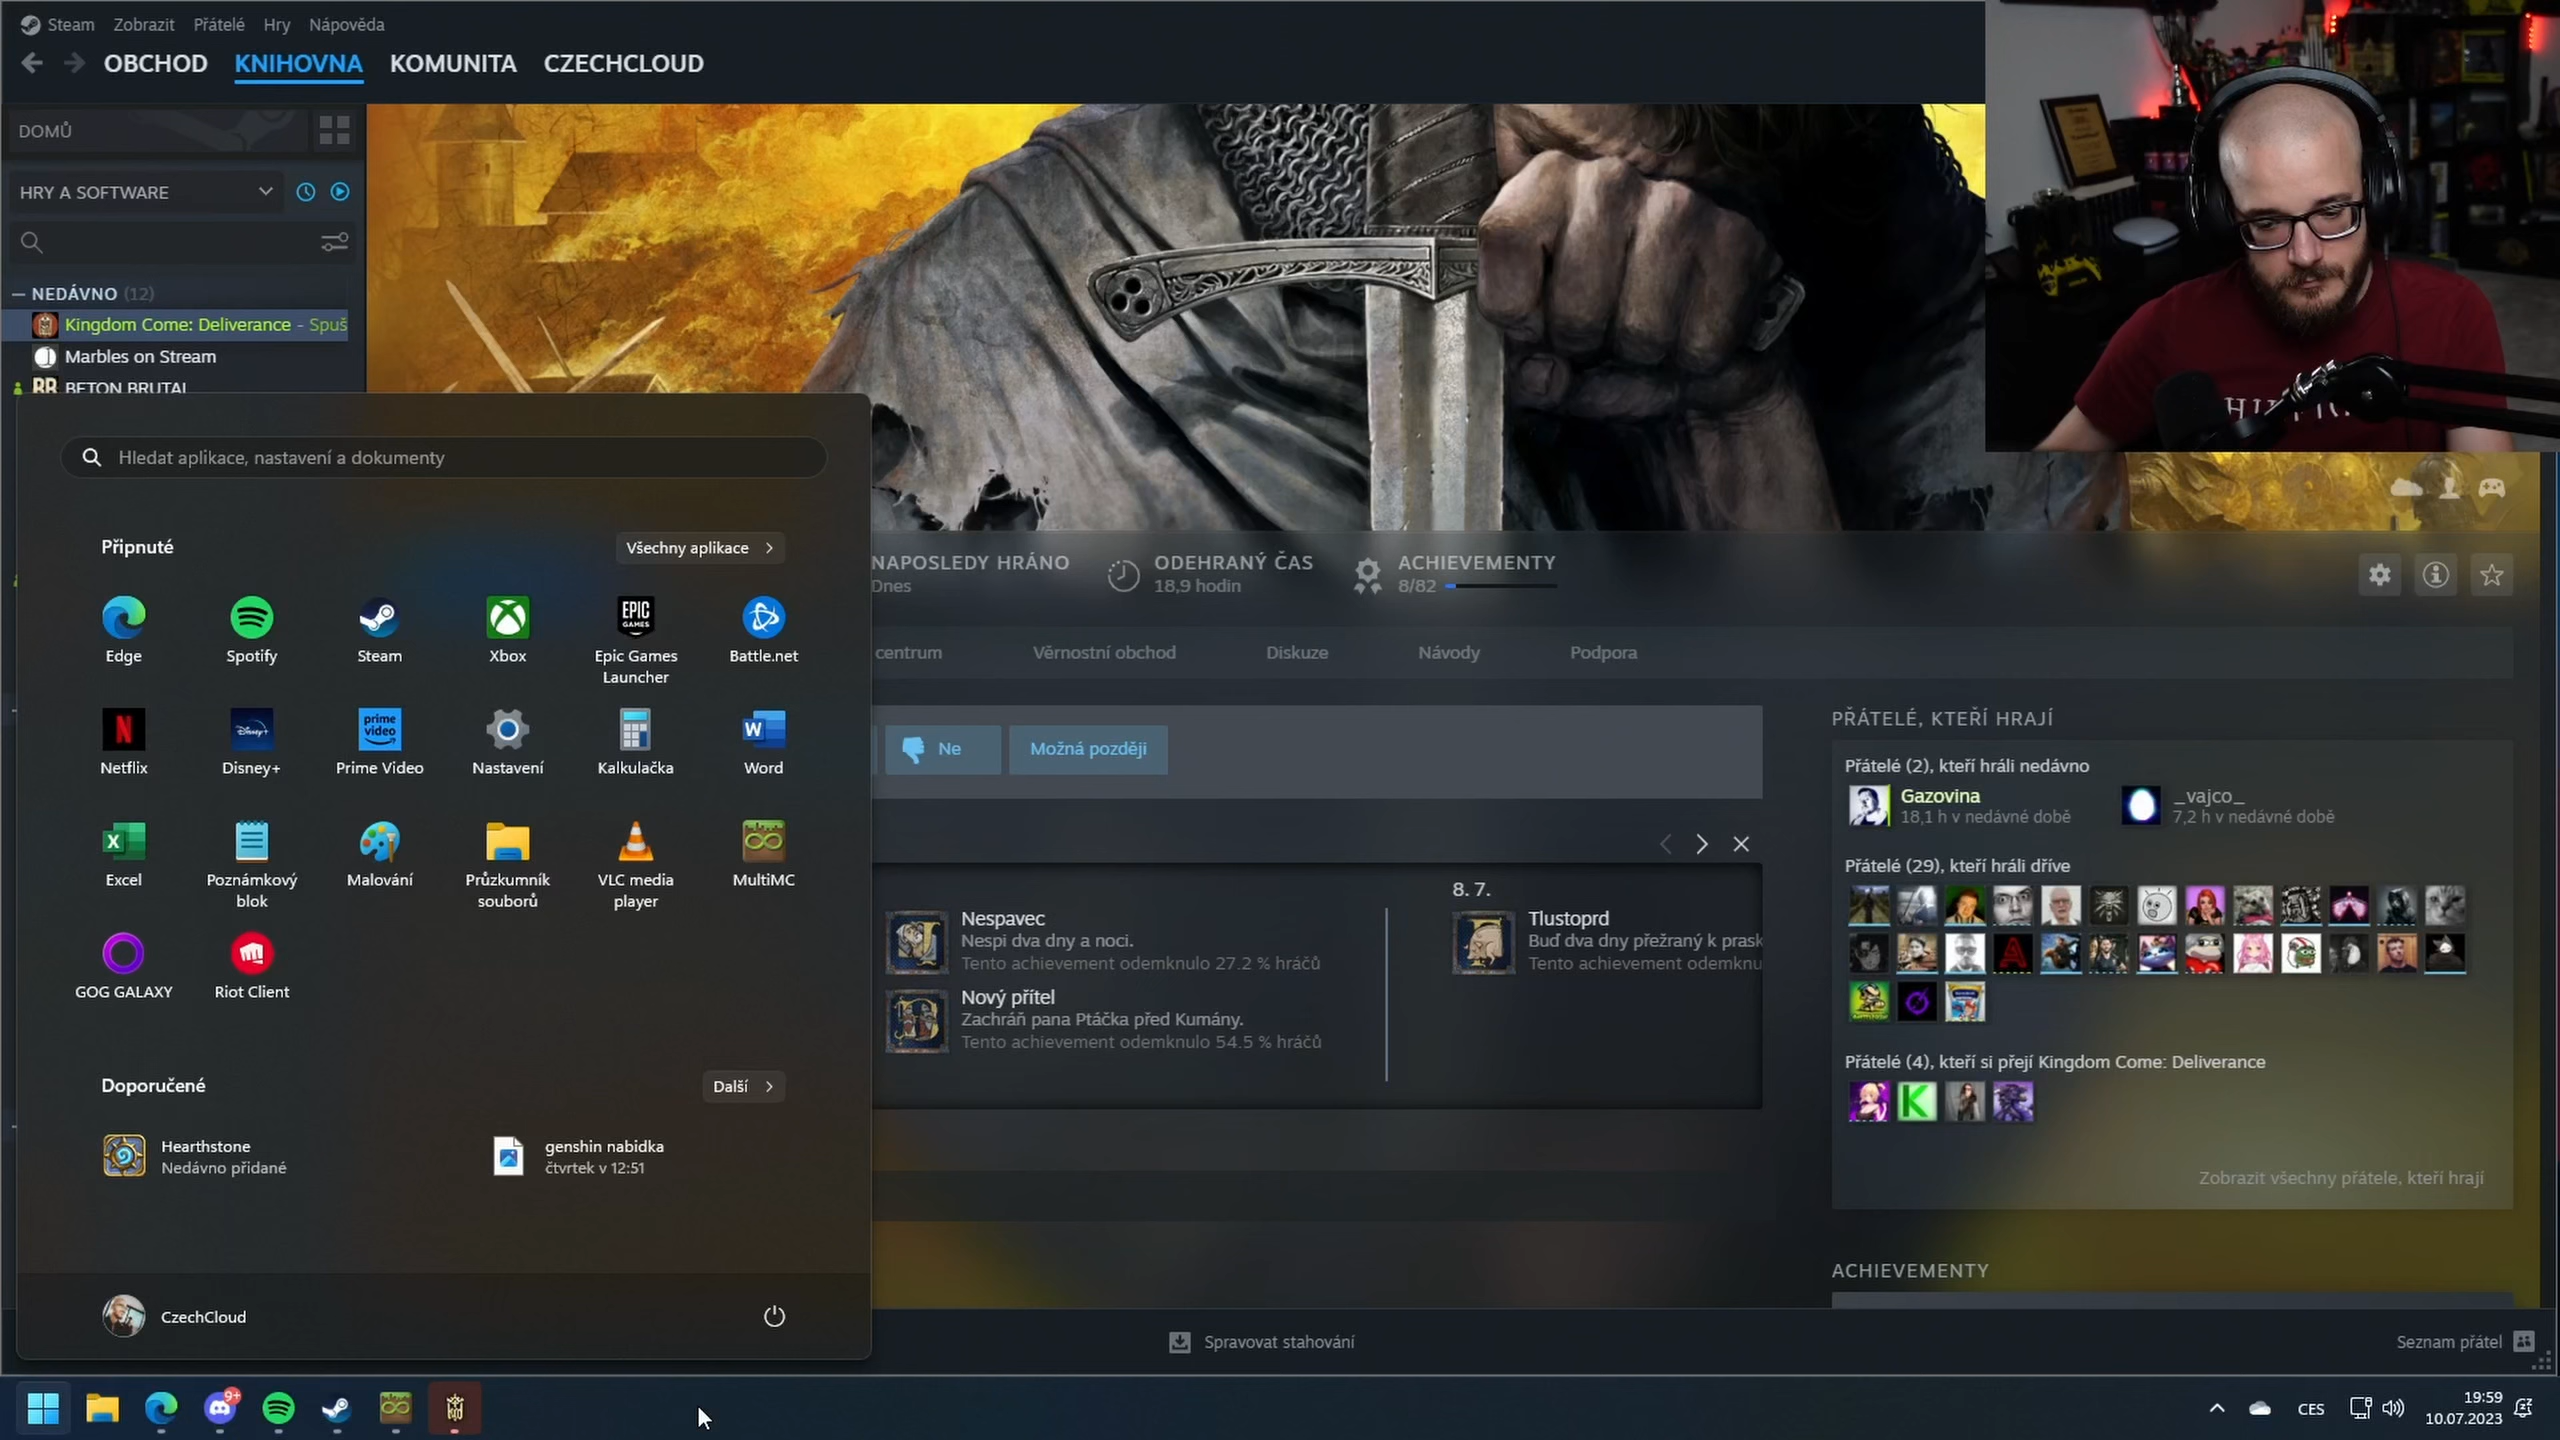 Steam Zobrazit Přátelé Hry Nápověda
OBCHOD KNIHOVNA KOMUNITA CZECHCLOUD
DOMŮ
HRY A SOFTWARE
NEDÁVNO (12)
Kingdom Come: Deliverance - Spuš
Marbles on Stream
BETON BRUTAL
Hledat aplikace, nastavení a dokumenty
Připnuté
Všechny aplikace
Edge
Spotify
Steam
Xbox
EPIC GAMES
Epic Games
Launcher
Battle.net
Netflix
Disney+
prime
video
Prime Video
Nastavení
Kalkulačka
Word
Excel
Poznámkový
blok
Malování
Průzkumník
souborů
VLC media
player
MultiMC
GOG GALAXY
Riot Client
Doporučené
Další
Hearthstone
Nedávno přidané
genshin nabidka
čtvrtek v 12:51
CzechCloud
NAPOSLEDY HRÁNO
Dnes
ODEHRANÝ ČAS
18,9 hodin
ACHIEVEMENTY
8/82
centrum
Věrnostní obchod
Diskuze
Návody
Podpora
Ne
Možná později
Nespavec
Nespi dva dny a noci.
Tento achievement odemknulo 27.2 % hráčů
Nový přítel
Zachráň pana Ptáčka před Kumány.
Tento achievement odemknulo 54.5 % hráčů
8. 7.
Tlustoprd
Buď dva dny přežraný k prask
Tento achievement odemknu
PŘÁTELÉ, KTEŘÍ HRAJÍ
Přátelé (2), kteří hráli nedávno
Gazovina
18,1 h v nedávné době
_vajco_
7,2 h v nedávné době
Přátelé (29), kteří hráli dříve
Přátelé (4), kteří si přejí Kingdom Come: Deliverance
Zobrazit všechny přátele, kteří hrají
ACHIEVEMENTY
Spravovat stahování
Seznam přátel
9+
CES
19:59
10.07.2023